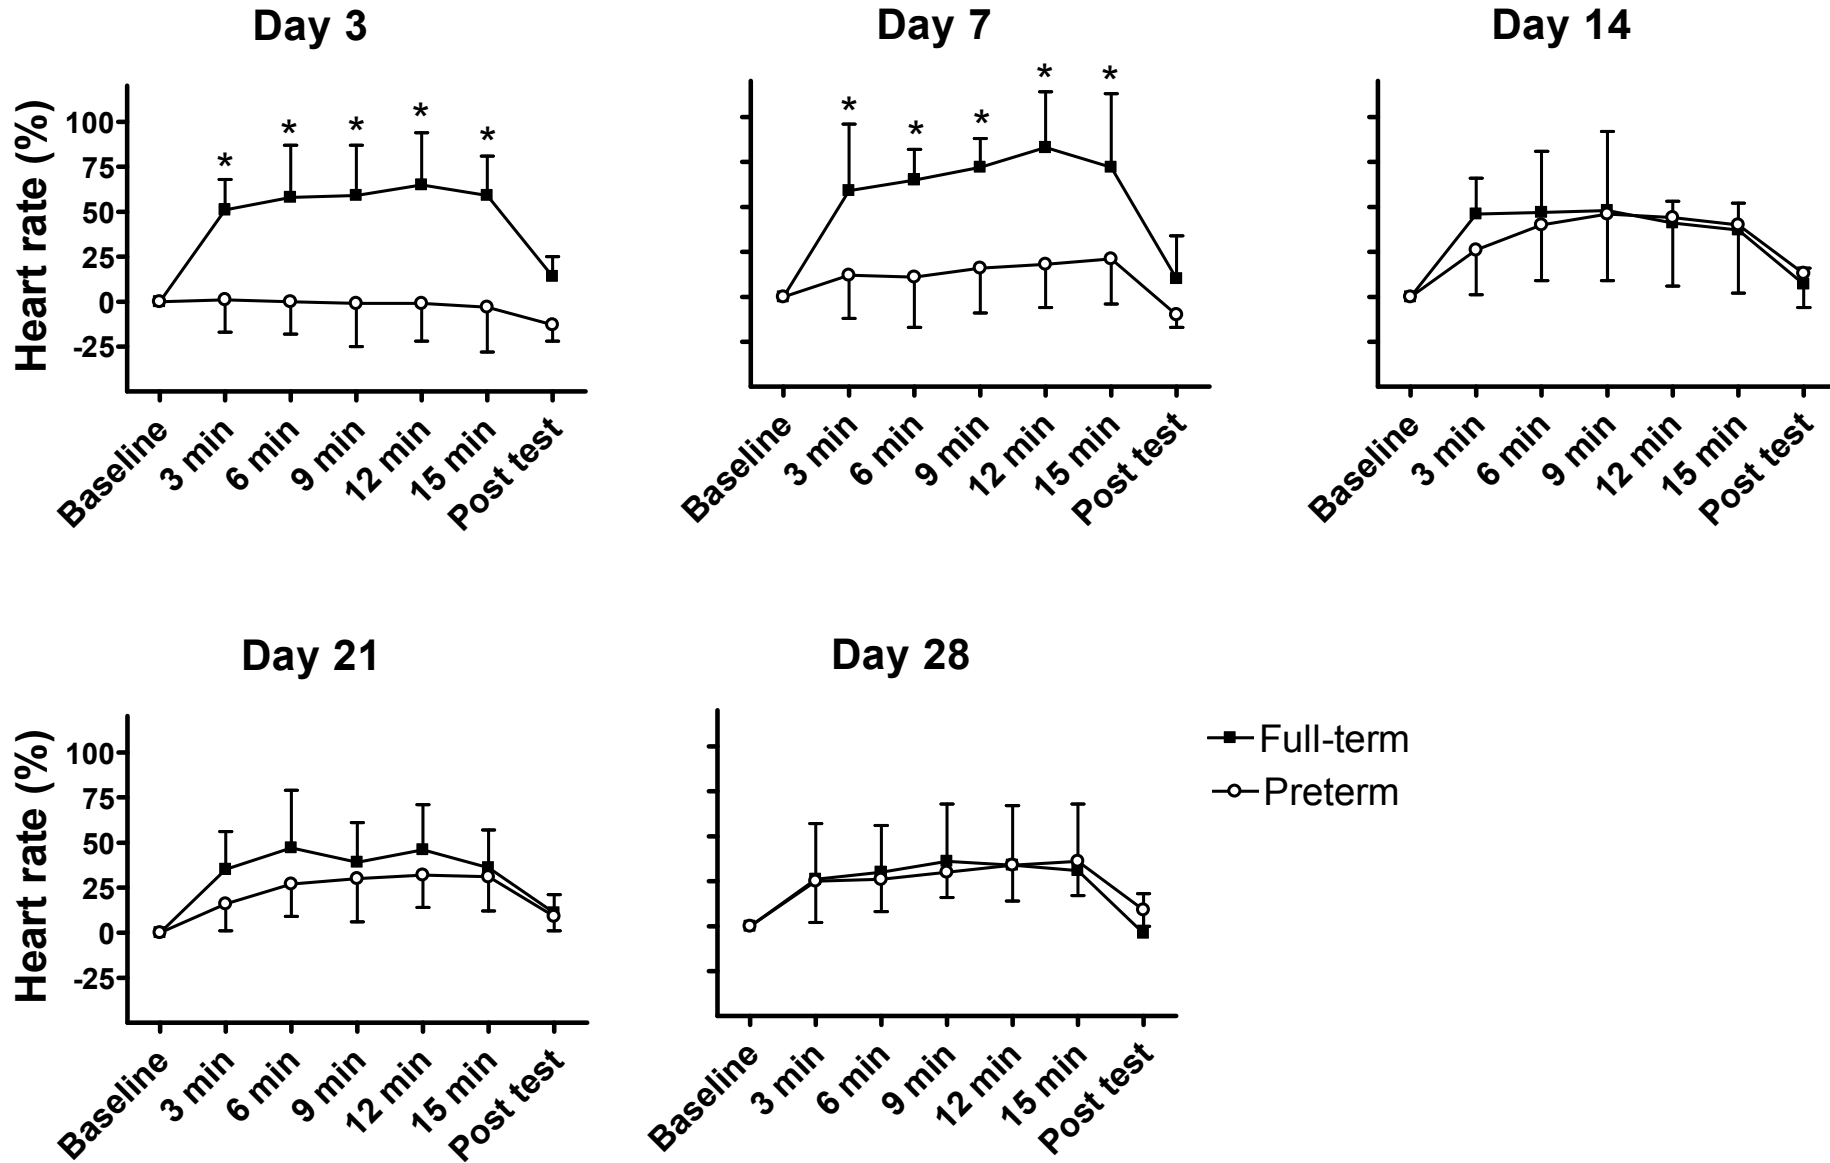 Day 3
Day 7
Day 14
Heart rate (%)
100
75
50
25
0
-25
*
*
*
*
*
*
*
*
*
*
Baseline
3 min
6 min
9 min
12 min
15 min
Post test
Baseline
3 min
6 min
9 min
12 min
15 min
Post test
Baseline
3 min
6 min
9 min
12 min
15 min
Post test
Day 21
Day 28
Heart rate (%)
100
75
50
25
0
-25
Full-term
Preterm
Baseline
3 min
6 min
9 min
12 min
15 min
Post test
Baseline
3 min
6 min
9 min
12 min
15 min
Post test